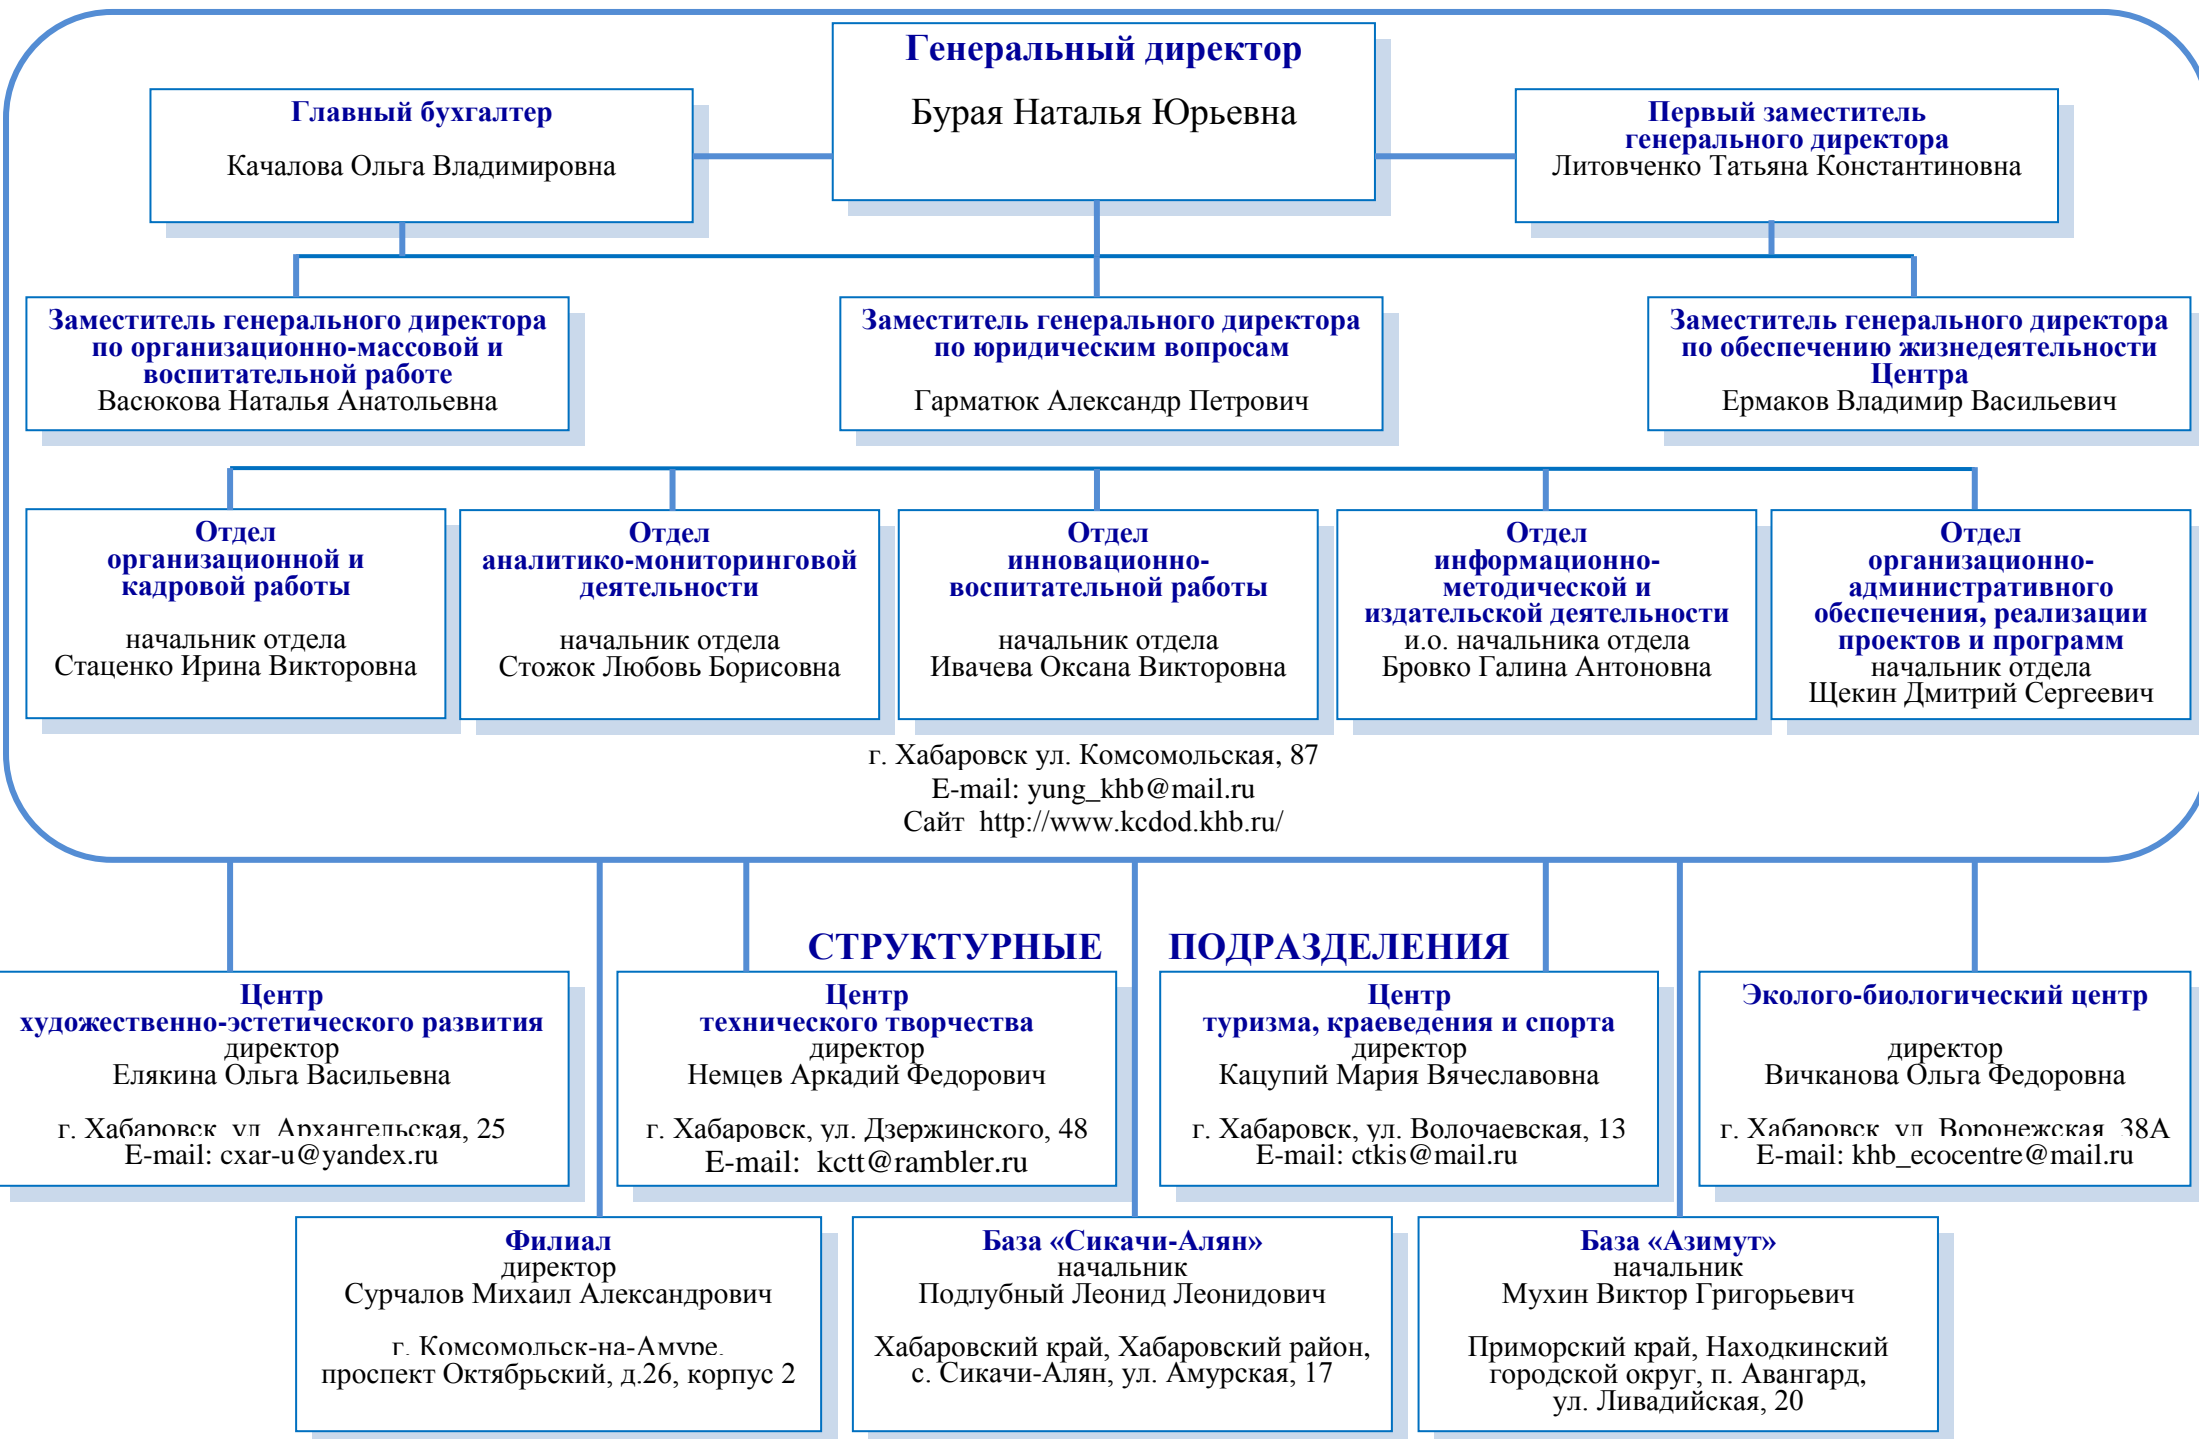 Генеральный директор
Бурая Наталья Юрьевна
Главный бухгалтер
Качалова Ольга Владимировна
Первый заместитель
генерального директора
Литовченко Татьяна Константиновна
Заместитель генерального директора
по организационно-массовой и
воспитательной работе
Васюкова Наталья Анатольевна
Заместитель генерального директора
по юридическим вопросам
Гарматюк Александр Петрович
Заместитель генерального директора
по обеспечению жизнедеятельности
Центра
Ермаков Владимир Васильевич
Отдел
организационной и
кадровой работы
начальник отдела
Стаценко Ирина Викторовна
Отдел
аналитико-мониторинговой
деятельности
начальник отдела
Стожок Любовь Борисовна
Отдел
инновационно-
воспитательной работы
начальник отдела
Ивачева Оксана Викторовна
Отдел
информационно-
методической и
издательской деятельности
и.о. начальника отдела
Бровко Галина Антоновна
Отдел
организационно-
административного
обеспечения, реализации
проектов и программ
начальник отдела
Щекин Дмитрий Сергеевич
г. Хабаровск ул. Комсомольская, 87
E-mail: yung_khb@mail.ru
Сайт http://www.kcdod.khb.ru/
СТРУКТУРНЫЕ ПОДРАЗДЕЛЕНИЯ
Центр
художественно-эстетического развития
директор
Елякина Ольга Васильевна
г. Хабаровск, ул. Архангельская, 25
E-mail: cxar-u@yandex.ru
Центр
технического творчества
директор
Немцев Аркадий Федорович
г. Хабаровск, ул. Дзержинского, 48
E-mail: kctt@rambler.ru
Центр
туризма, краеведения и спорта
директор
Кацупий Мария Вячеславовна
г. Хабаровск, ул. Волочаевская, 13
E-mail: ctkis@mail.ru
Эколого-биологический центр
директор
Вичканова Ольга Федоровна
г. Хабаровск, ул. Воронежская, 38А
E-mail: khb_ecocentre@mail.ru
Филиал
директор
Сурчалов Михаил Александрович
г. Комсомольск-на-Амуре,
проспект Октябрьский, д.26, корпус 2
База «Сикачи-Алян»
начальник
Подлубный Леонид Леонидович
Хабаровский край, Хабаровский район,
с. Сикачи-Алян, ул. Амурская, 17
База «Азимут»
начальник
Мухин Виктор Григорьевич
Приморский край, Находкинский
городской округ, п. Авангард,
ул. Ливадийская, 20